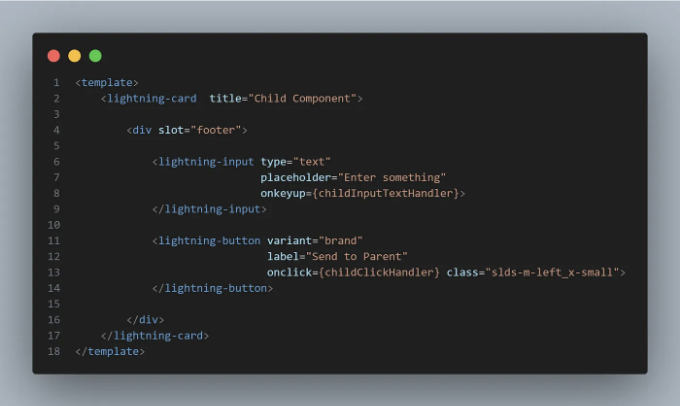 1 <template>
2     <lightning-card  title="Child Component">
3
4         <div slot="footer">
5
6             <lightning-input type="text"
7                              placeholder="Enter something"
8                              onkeyup={childInputTextHandler}>
9             </lightning-input>
10
11             <lightning-button variant="brand"
12                               label="Send to Parent"
13                               onclick={childClickHandler} class="slds-m-left_x-small">
14             </lightning-button>
15
16         </div>
17     </lightning-card>
18 </template>